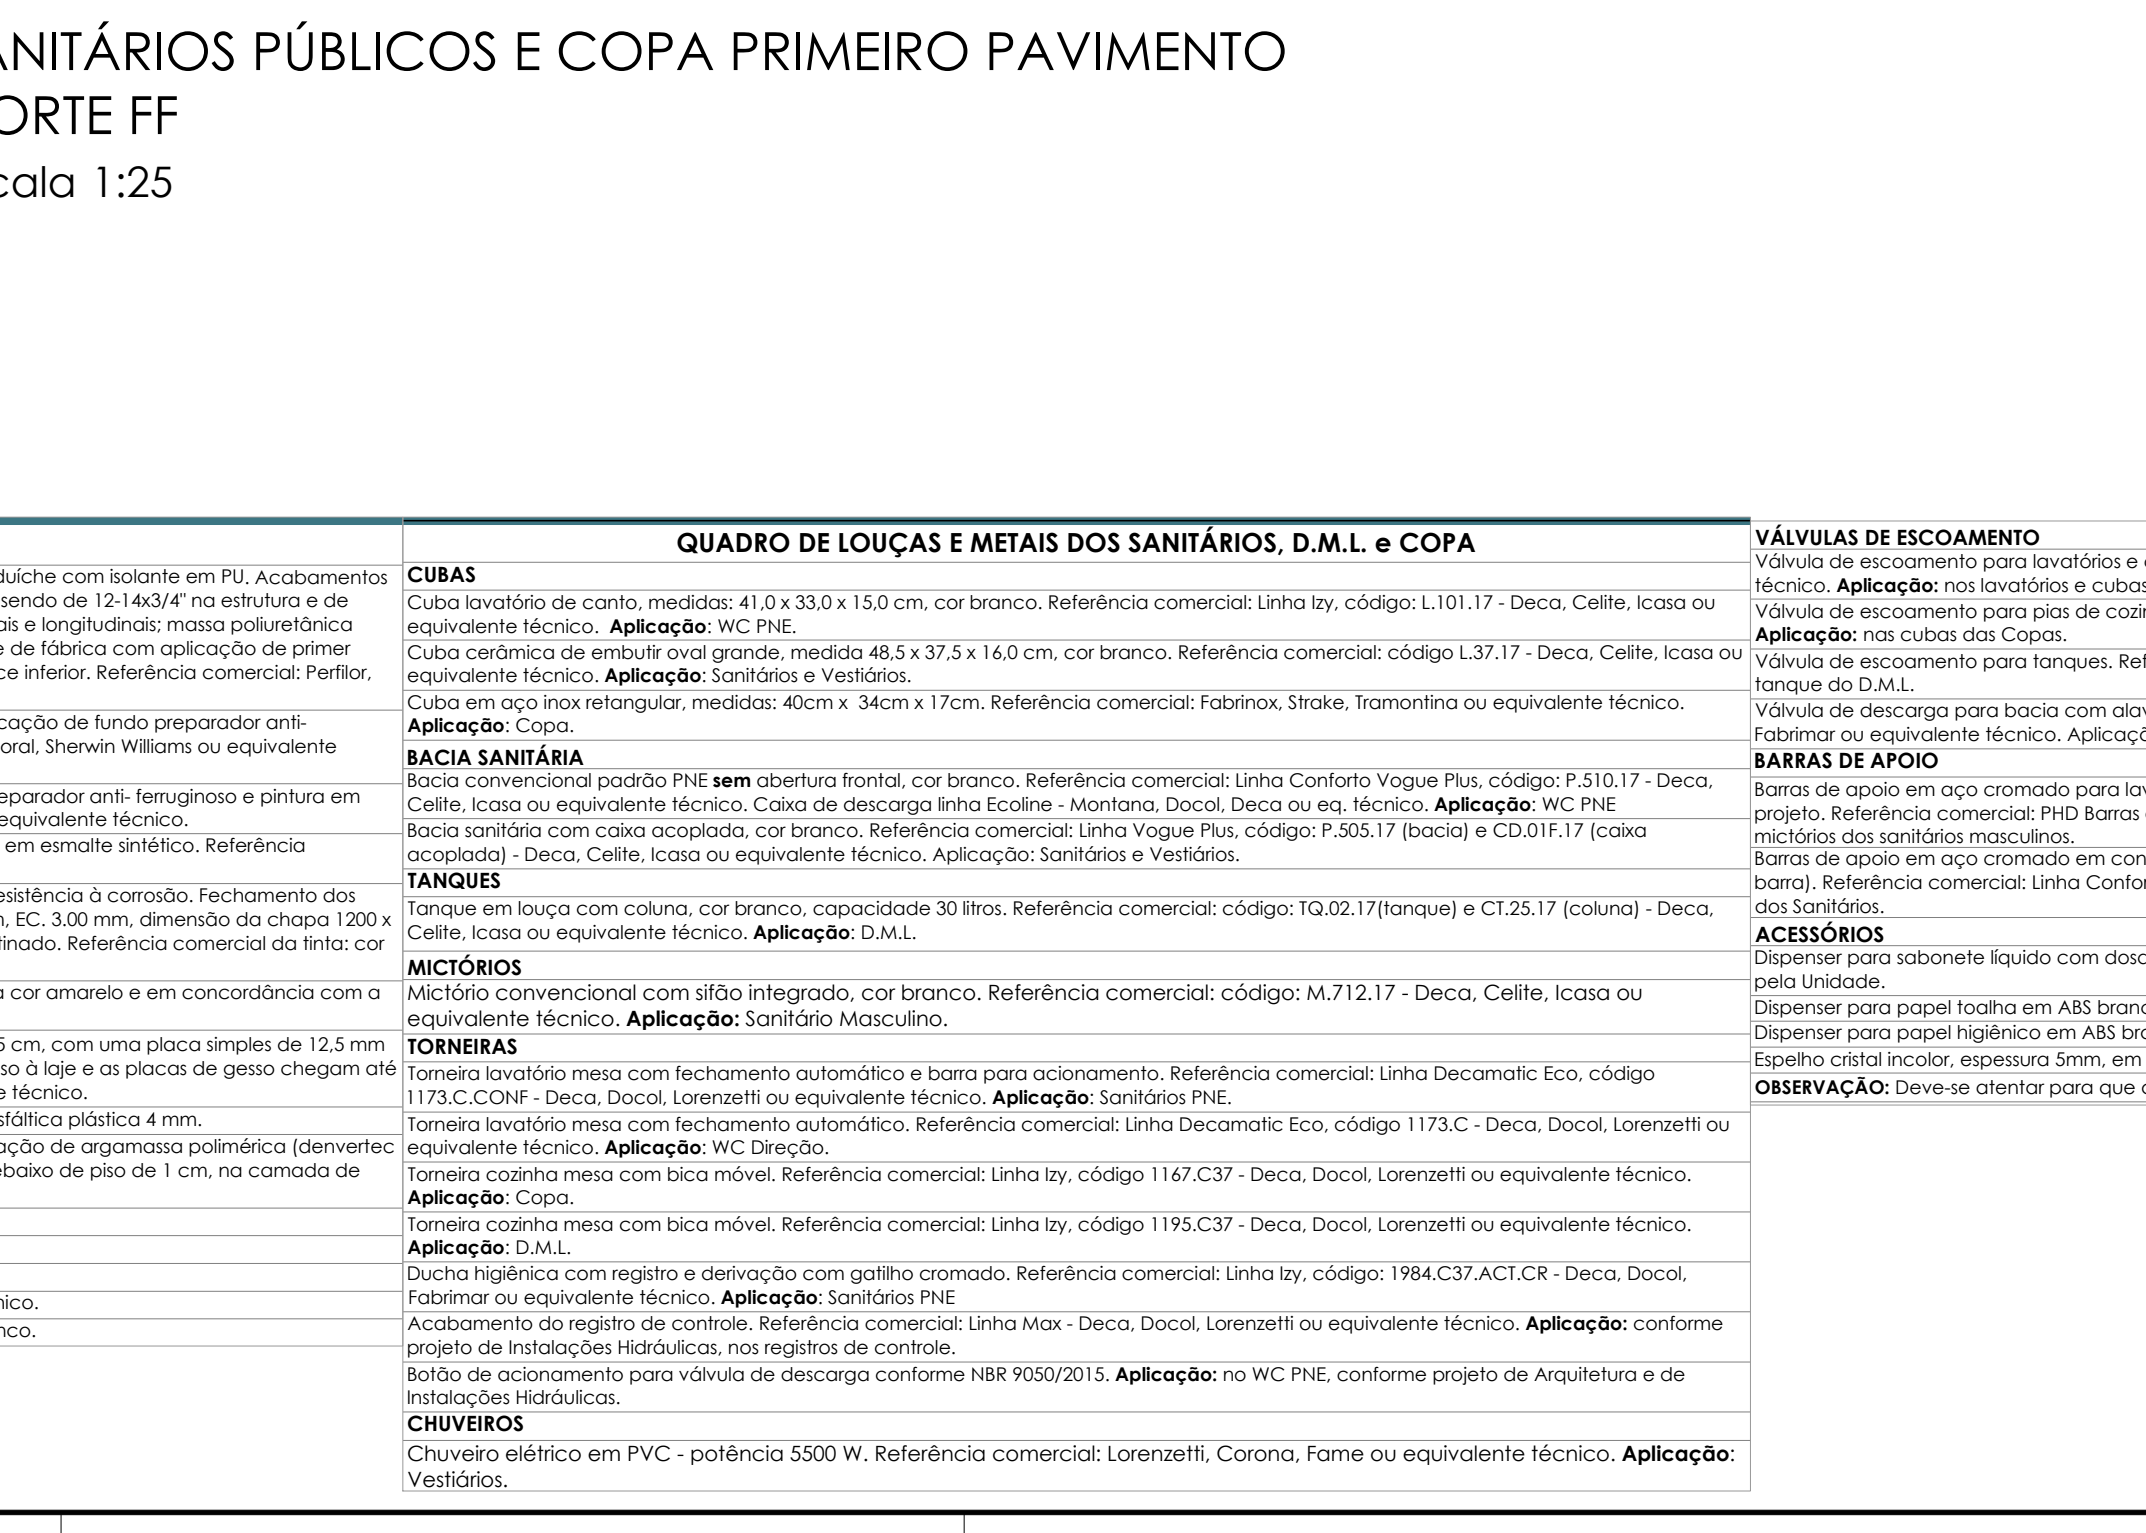 ANITÁRIOS PÚBLICOS E COPA PRIMEIRO PAVIMENTO
ORTE FF
cala 1:25
duíche com isolante em PU. Acabamentos
sendo de 12-14x3/4" na estrutura e de
ais e longitudinais; massa poliuretânica
e de fábrica com aplicação de primer
ce inferior. Referência comercial: Perfilor,
cação de fundo preparador anti-
oral, Sherwin Williams ou equivalente
eparador anti- ferruginoso e pintura em
equivalente técnico.
em esmalte sintético. Referência
esistência à corrosão. Fechamento dos
n, EC. 3.00 mm, dimensão da chapa 1200 x
tinado. Referência comercial da tinta: cor
a cor amarelo e em concordância com a
5 cm, com uma placa simples de 12,5 mm
so à laje e as placas de gesso chegam até
e técnico.
sfáltica plástica 4 mm.
ação de argamassa polimérica (denvertec
ebaixo de piso de 1 cm, na camada de
nico.
nco.
QUADRO DE LOUÇAS E METAIS DOS SANITÁRIOS, D.M.L. e COPA
CUBAS
Cuba lavatório de canto, medidas: 41,0 x 33,0 x 15,0 cm, cor branco. Referência comercial: Linha Izy, código: L.101.17 - Deca, Celite, Icasa ou
equivalente técnico. Aplicação: WC PNE.
Cuba cerâmica de embutir oval grande, medida 48,5 x 37,5 x 16,0 cm, cor branco. Referência comercial: código L.37.17 - Deca, Celite, Icasa ou
equivalente técnico. Aplicação: Sanitários e Vestiários.
Cuba em aço inox retangular, medidas: 40cm x 34cm x 17cm. Referência comercial: Fabrinox, Strake, Tramontina ou equivalente técnico.
Aplicação: Copa.
BACIA SANITÁRIA
Bacia convencional padrão PNE sem abertura frontal, cor branco. Referência comercial: Linha Conforto Vogue Plus, código: P.510.17 - Deca,
Celite, Icasa ou equivalente técnico. Caixa de descarga linha Ecoline - Montana, Docol, Deca ou eq. técnico. Aplicação: WC PNE
Bacia sanitária com caixa acoplada, cor branco. Referência comercial: Linha Vogue Plus, código: P.505.17 (bacia) e CD.01F.17 (caixa
acoplada) - Deca, Celite, Icasa ou equivalente técnico. Aplicação: Sanitários e Vestiários.
TANQUES
Tanque em louça com coluna, cor branco, capacidade 30 litros. Referência comercial: código: TQ.02.17(tanque) e CT.25.17 (coluna) - Deca,
Celite, Icasa ou equivalente técnico. Aplicação: D.M.L.
MICTÓRIOS
Mictório convencional com sifão integrado, cor branco. Referência comercial: código: M.712.17 - Deca, Celite, Icasa ou
equivalente técnico. Aplicação: Sanitário Masculino.
TORNEIRAS
Torneira lavatório mesa com fechamento automático e barra para acionamento. Referência comercial: Linha Decamatic Eco, código
1173.C.CONF - Deca, Docol, Lorenzetti ou equivalente técnico. Aplicação: Sanitários PNE.
Torneira lavatório mesa com fechamento automático. Referência comercial: Linha Decamatic Eco, código 1173.C - Deca, Docol, Lorenzetti ou
equivalente técnico. Aplicação: WC Direção.
Torneira cozinha mesa com bica móvel. Referência comercial: Linha Izy, código 1167.C37 - Deca, Docol, Lorenzetti ou equivalente técnico.
Aplicação: Copa.
Torneira cozinha mesa com bica móvel. Referência comercial: Linha Izy, código 1195.C37 - Deca, Docol, Lorenzetti ou equivalente técnico.
Aplicação: D.M.L.
Ducha higiênica com registro e derivação com gatilho cromado. Referência comercial: Linha Izy, código: 1984.C37.ACT.CR - Deca, Docol,
Fabrimar ou equivalente técnico. Aplicação: Sanitários PNE
Acabamento do registro de controle. Referência comercial: Linha Max - Deca, Docol, Lorenzetti ou equivalente técnico. Aplicação: conforme
projeto de Instalações Hidráulicas, nos registros de controle.
Botão de acionamento para válvula de descarga conforme NBR 9050/2015. Aplicação: no WC PNE, conforme projeto de Arquitetura e de
Instalações Hidráulicas.
CHUVEIROS
Chuveiro elétrico em PVC - potência 5500 W. Referência comercial: Lorenzetti, Corona, Fame ou equivalente técnico. Aplicação:
Vestiários.
VÁLVULAS DE ESCOAMENTO
Válvula de escoamento para lavatórios e
técnico. Aplicação: nos lavatórios e cubas
Válvula de escoamento para pias de cozin
Aplicação: nas cubas das Copas.
Válvula de escoamento para tanques. Ref
tanque do D.M.L.
Válvula de descarga para bacia com alav
Fabrimar ou equivalente técnico. Aplicaçã
BARRAS DE APOIO
Barras de apoio em aço cromado para lav
projeto. Referência comercial: PHD Barras
mictórios dos sanitários masculinos.
Barras de apoio em aço cromado em con
barra). Referência comercial: Linha Confor
dos Sanitários.
ACESSÓRIOS
Dispenser para sabonete líquido com dosa
pela Unidade.
Dispenser para papel toalha em ABS branc
Dispenser para papel higiênico em ABS bra
Espelho cristal incolor, espessura 5mm, em
OBSERVAÇÃO: Deve-se atentar para que